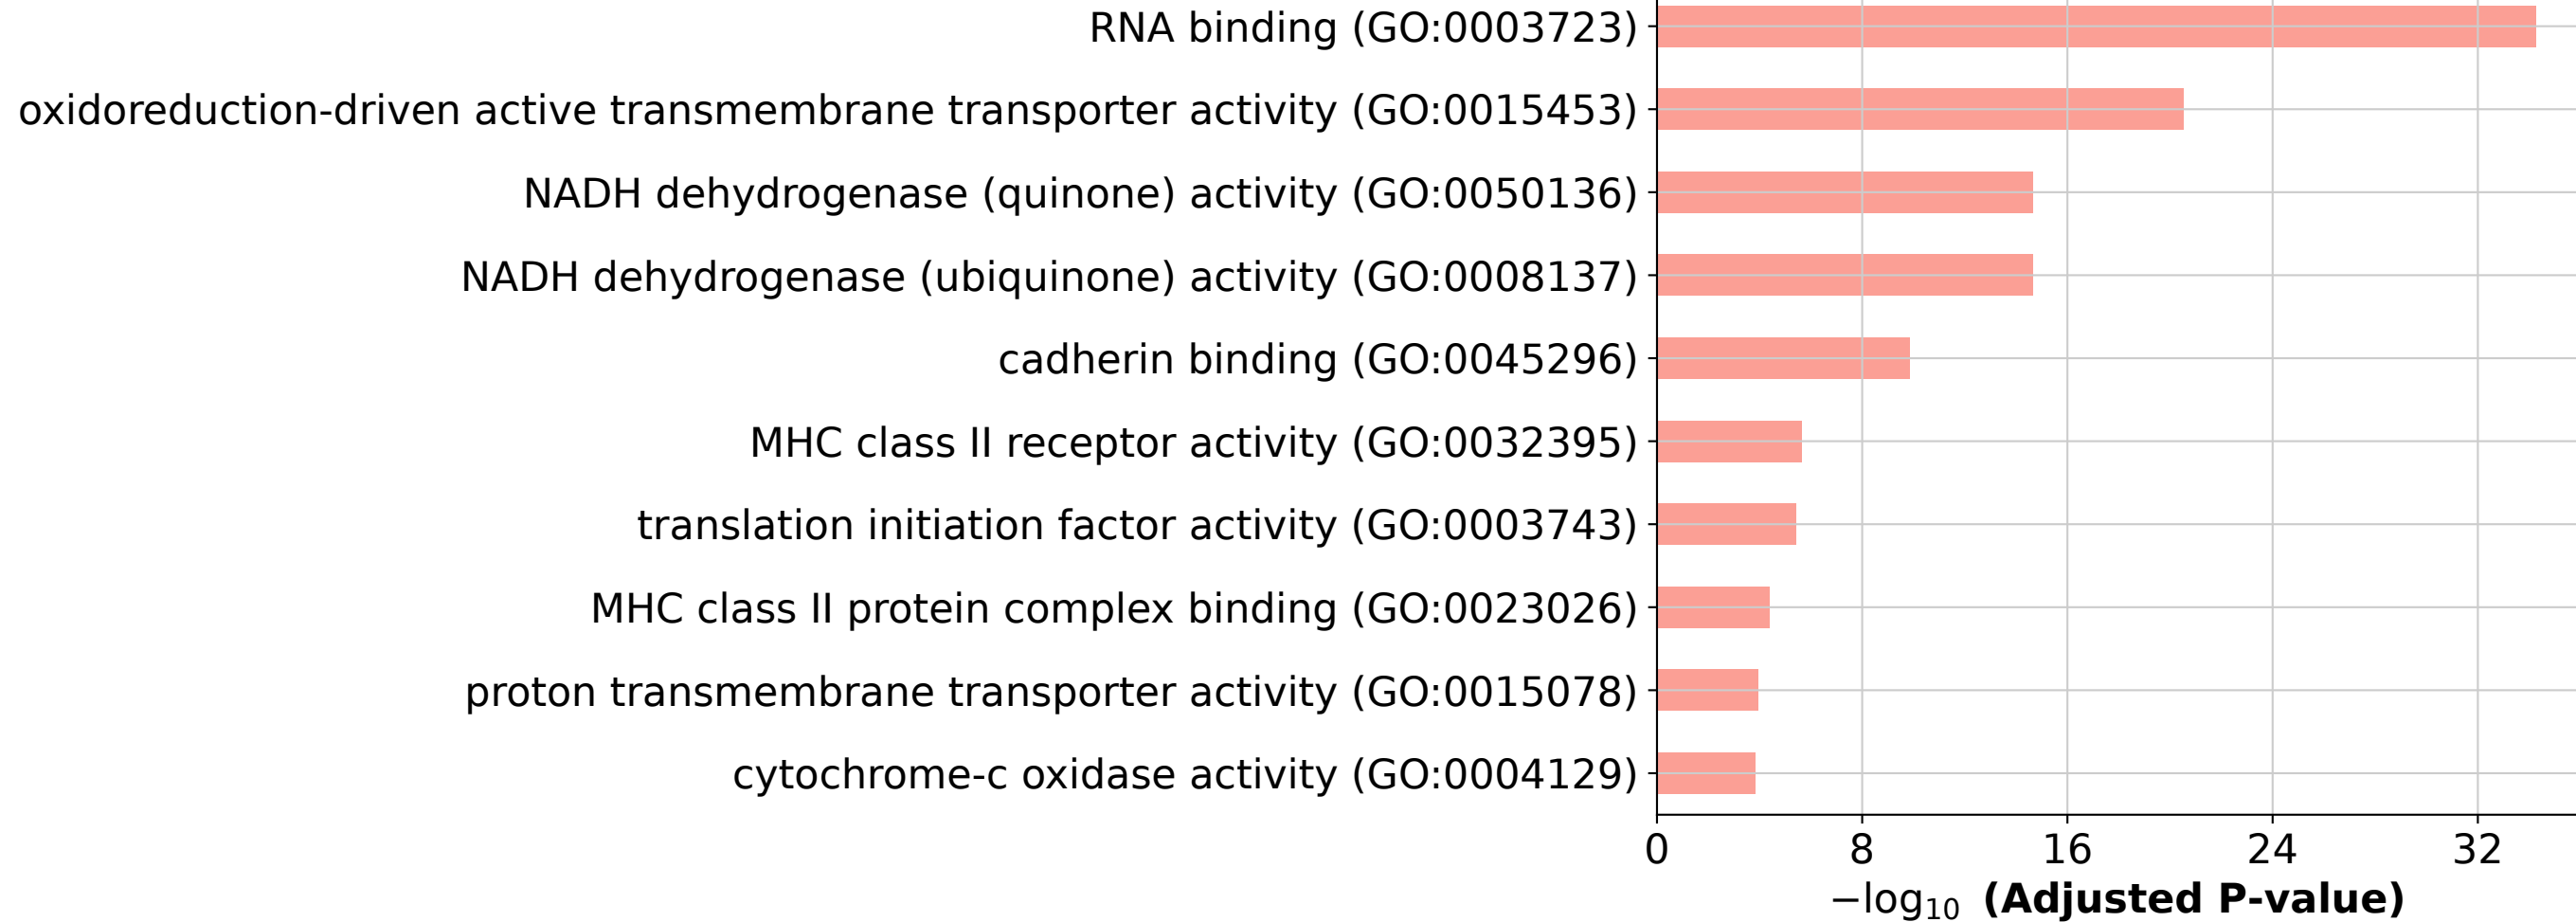 RNA binding (GO:0003723)
oxidoreduction-driven active transmembrane transporter activity (GO:0015453)
NADH dehydrogenase (quinone) activity (GO:0050136)
NADH dehydrogenase (ubiquinone) activity (GO:0008137)
cadherin binding (GO:0045296)
MHC class II receptor activity (GO:0032395)
translation initiation factor activity (GO:0003743)
MHC class II protein complex binding (GO:0023026)
proton transmembrane transporter activity (GO:0015078)
cytochrome-c oxidase activity (GO:0004129)
0 8 16 24 32
−log₁₀ (Adjusted P-value)